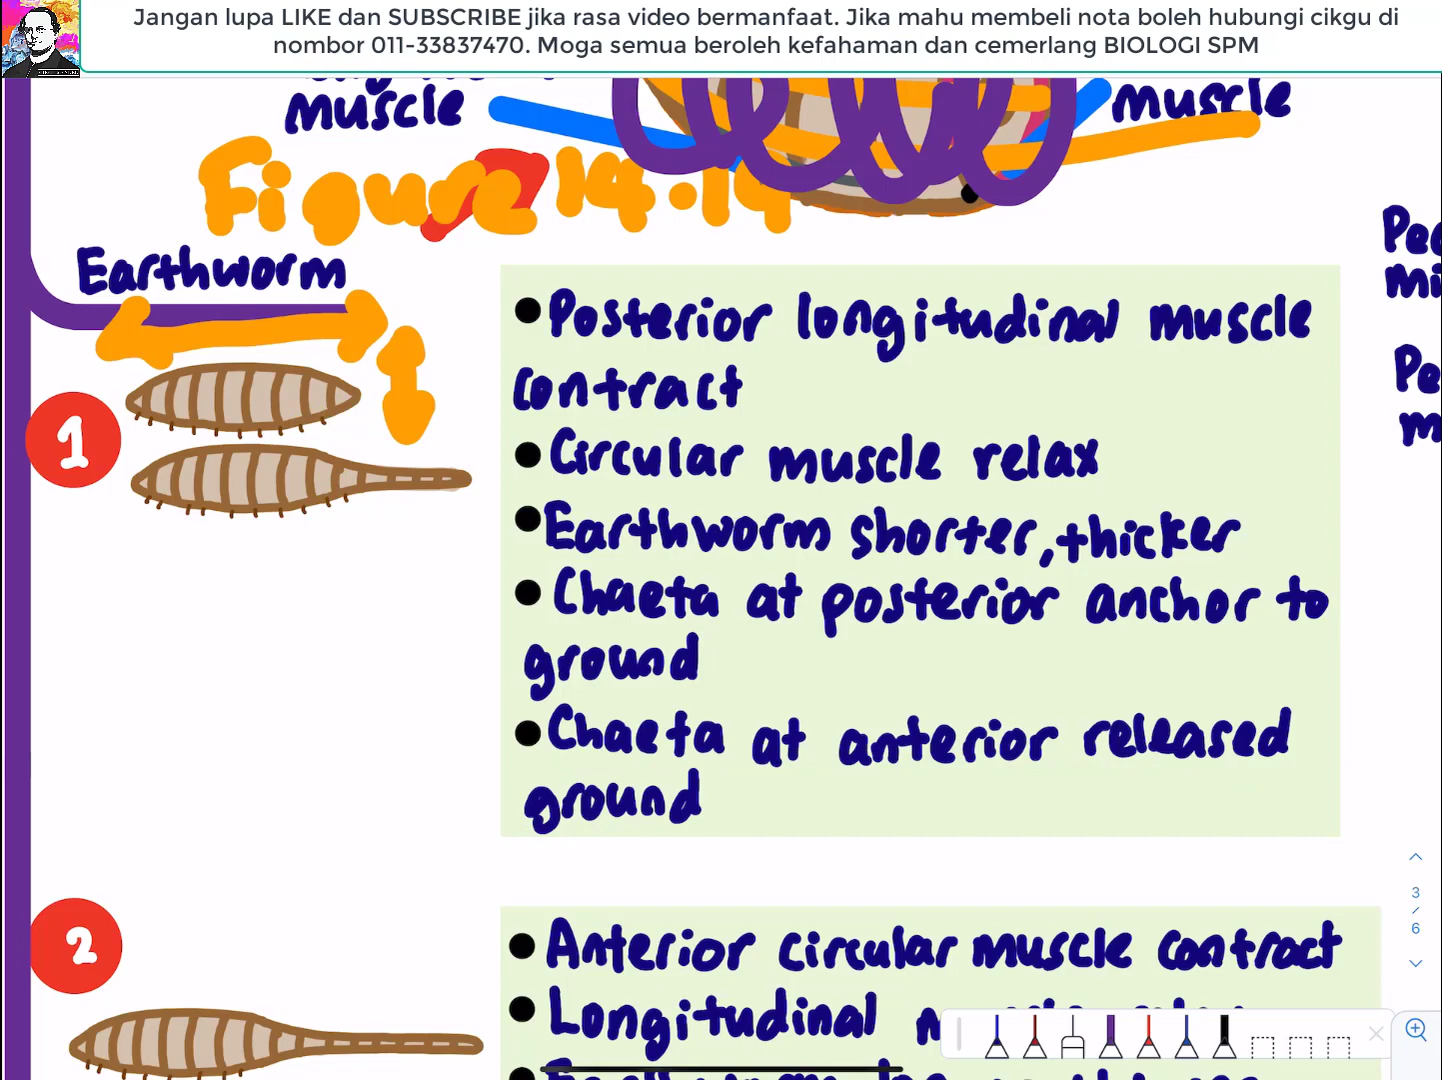 Jangan lupa LIKE dan SUBSCRIBE jika rasa video bermanfaat. Jika mahu membeli nota boleh hubungi cikgu di
nombor 011-33837470. Moga semua beroleh kefahaman dan cemerlang BIOLOGI SPM
muscle
muscle
Figure 14.14
Earthworm
1
● Posterior longitudinal muscle
contract
● Circular muscle relax
● Earthworm shorter, thicker
● Chaeta at posterior anchor to
ground
● Chaeta at anterior released
ground
3
/
6
2
● Anterior circular muscle contract
● Longitudinal